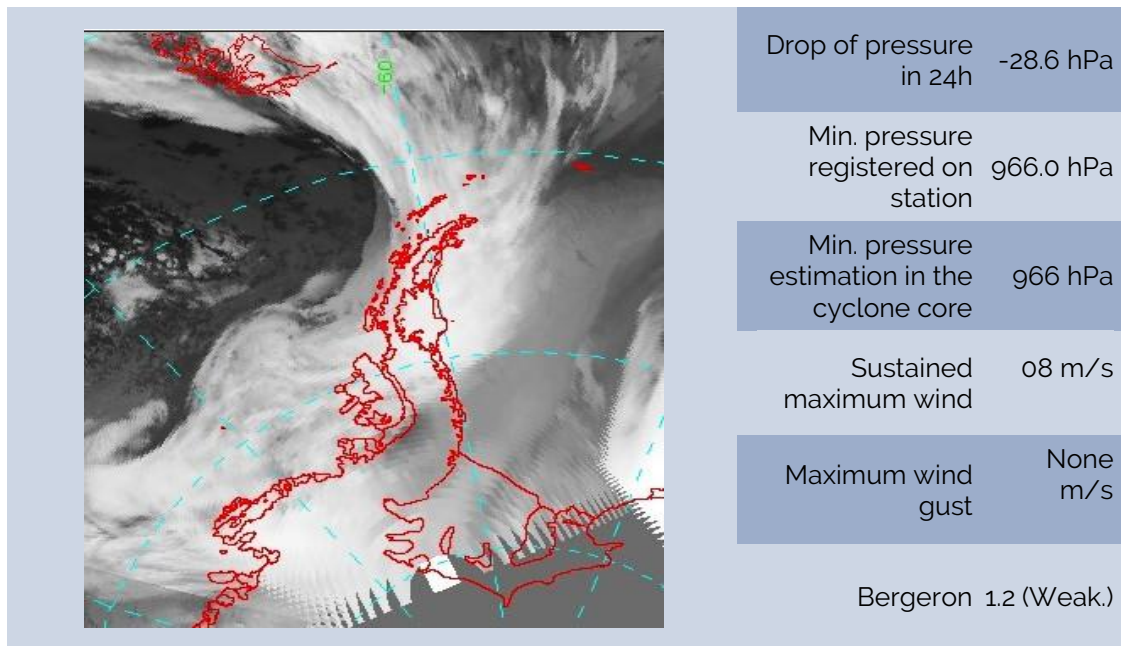 -60
Drop of pressure
in 24h
-28.6 hPa
Min. pressure
registered on
station
966.0 hPa
Min. pressure
estimation in the
cyclone core
966 hPa
Sustained
maximum wind
08 m/s
Maximum wind
gust
None
m/s
Bergeron 1.2 (Weak.)